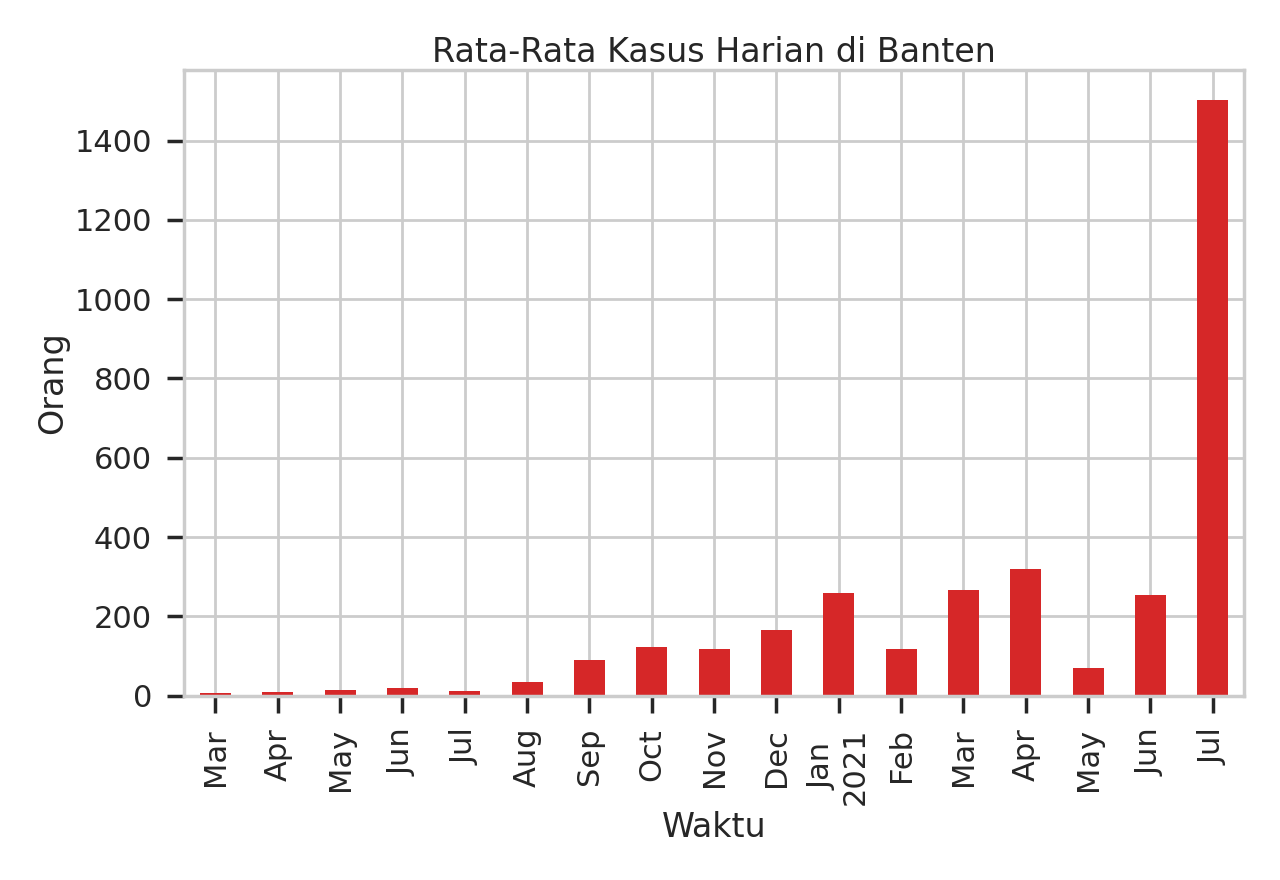 Rata-Rata Kasus Harian di Banten
1400
1200
1000
800
600
400
200
0
Orang
Mar
Apr
May
Jun
Jul
Aug
Sep
Oct
Nov
Dec
Jan
2021
Feb
Mar
Apr
May
Jun
Jul
Waktu